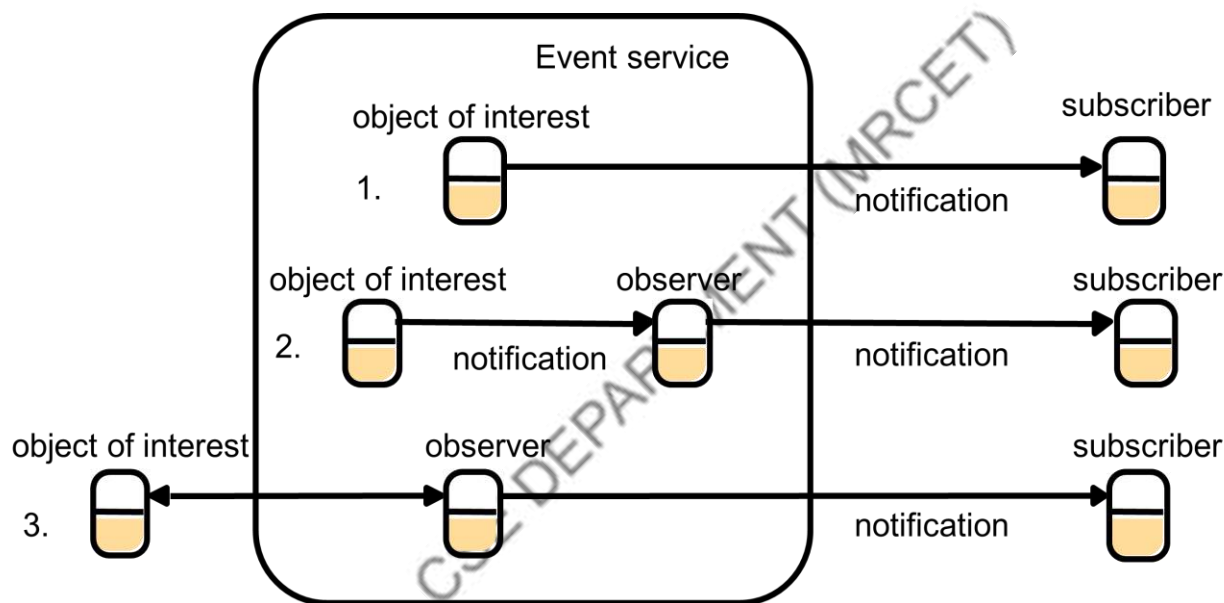 Event service
object of interest
subscriber
1.
notification
object of interest
observer
subscriber
2.
notification
notification
object of interest
observer
subscriber
3.
notification
CSE DEPARTMENT (MRCET)